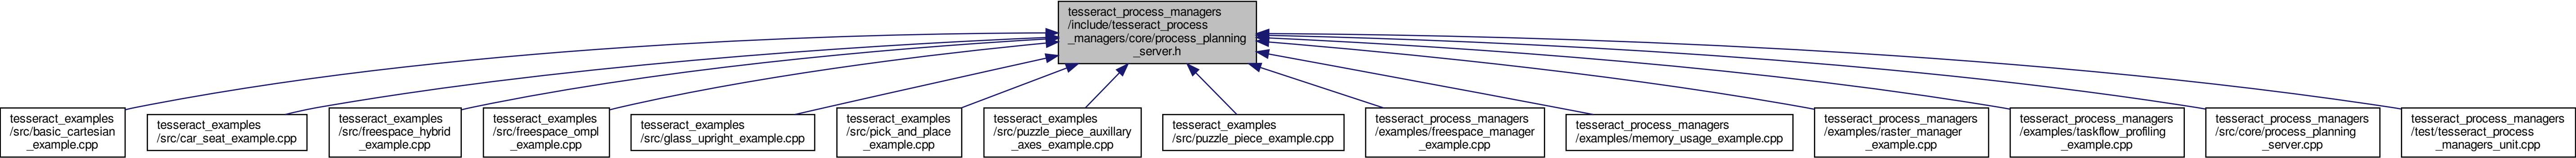 tesseract_process_managers
/include/tesseract_process
_managers/core/process_planning
_server.h
tesseract_examples
/src/basic_cartesian
_example.cpp
tesseract_examples
/src/car_seat_example.cpp
tesseract_examples
/src/freespace_hybrid
_example.cpp
tesseract_examples
/src/freespace_ompl
_example.cpp
tesseract_examples
/src/glass_upright_example.cpp
tesseract_examples
/src/pick_and_place
_example.cpp
tesseract_examples
/src/puzzle_piece_auxillary
_axes_example.cpp
tesseract_examples
/src/puzzle_piece_example.cpp
tesseract_process_managers
/examples/freespace_manager
_example.cpp
tesseract_process_managers
/examples/memory_usage_example.cpp
tesseract_process_managers
/examples/raster_manager
_example.cpp
tesseract_process_managers
/examples/taskflow_profiling
_example.cpp
tesseract_process_managers
/src/core/process_planning
_server.cpp
tesseract_process_managers
/test/tesseract_process
_managers_unit.cpp